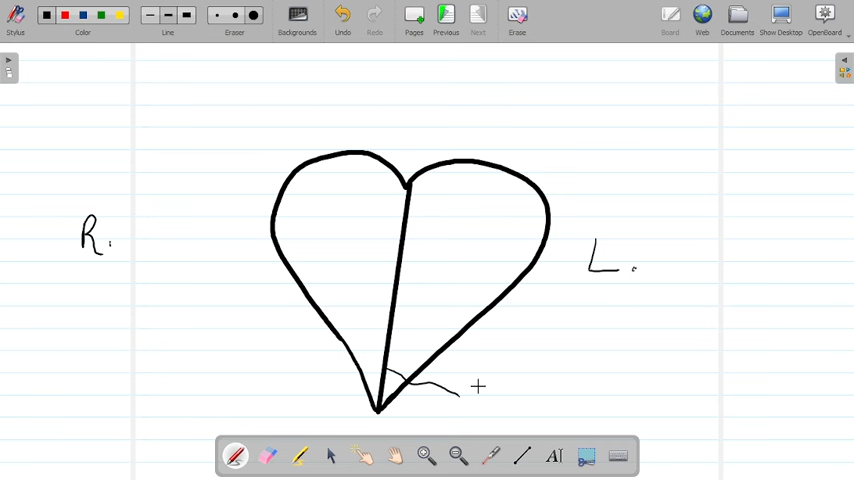 Stylus
Color
Line
Eraser
Backgrounds
Undo
Redo
Pages
Previous
Next
Erase
Board
Web
Documents
Show Desktop
OpenBoard
R.
L.